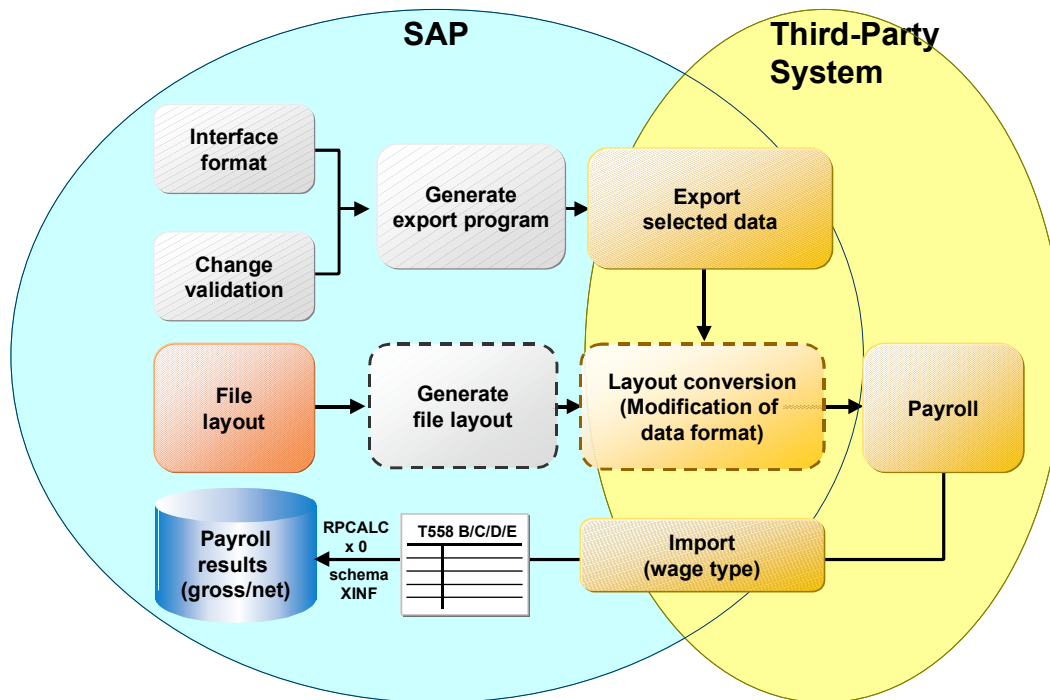 SAP
Third-Party
System
Interface
format
Generate
export program
Export
selected data
Change
validation
File
layout
Generate
file layout
Layout conversion
(Modification of
data format)
Payroll
Payroll
results
(gross/net)
RPCALC
x 0
schema
XINF
T558 B/C/D/E
Import
(wage type)